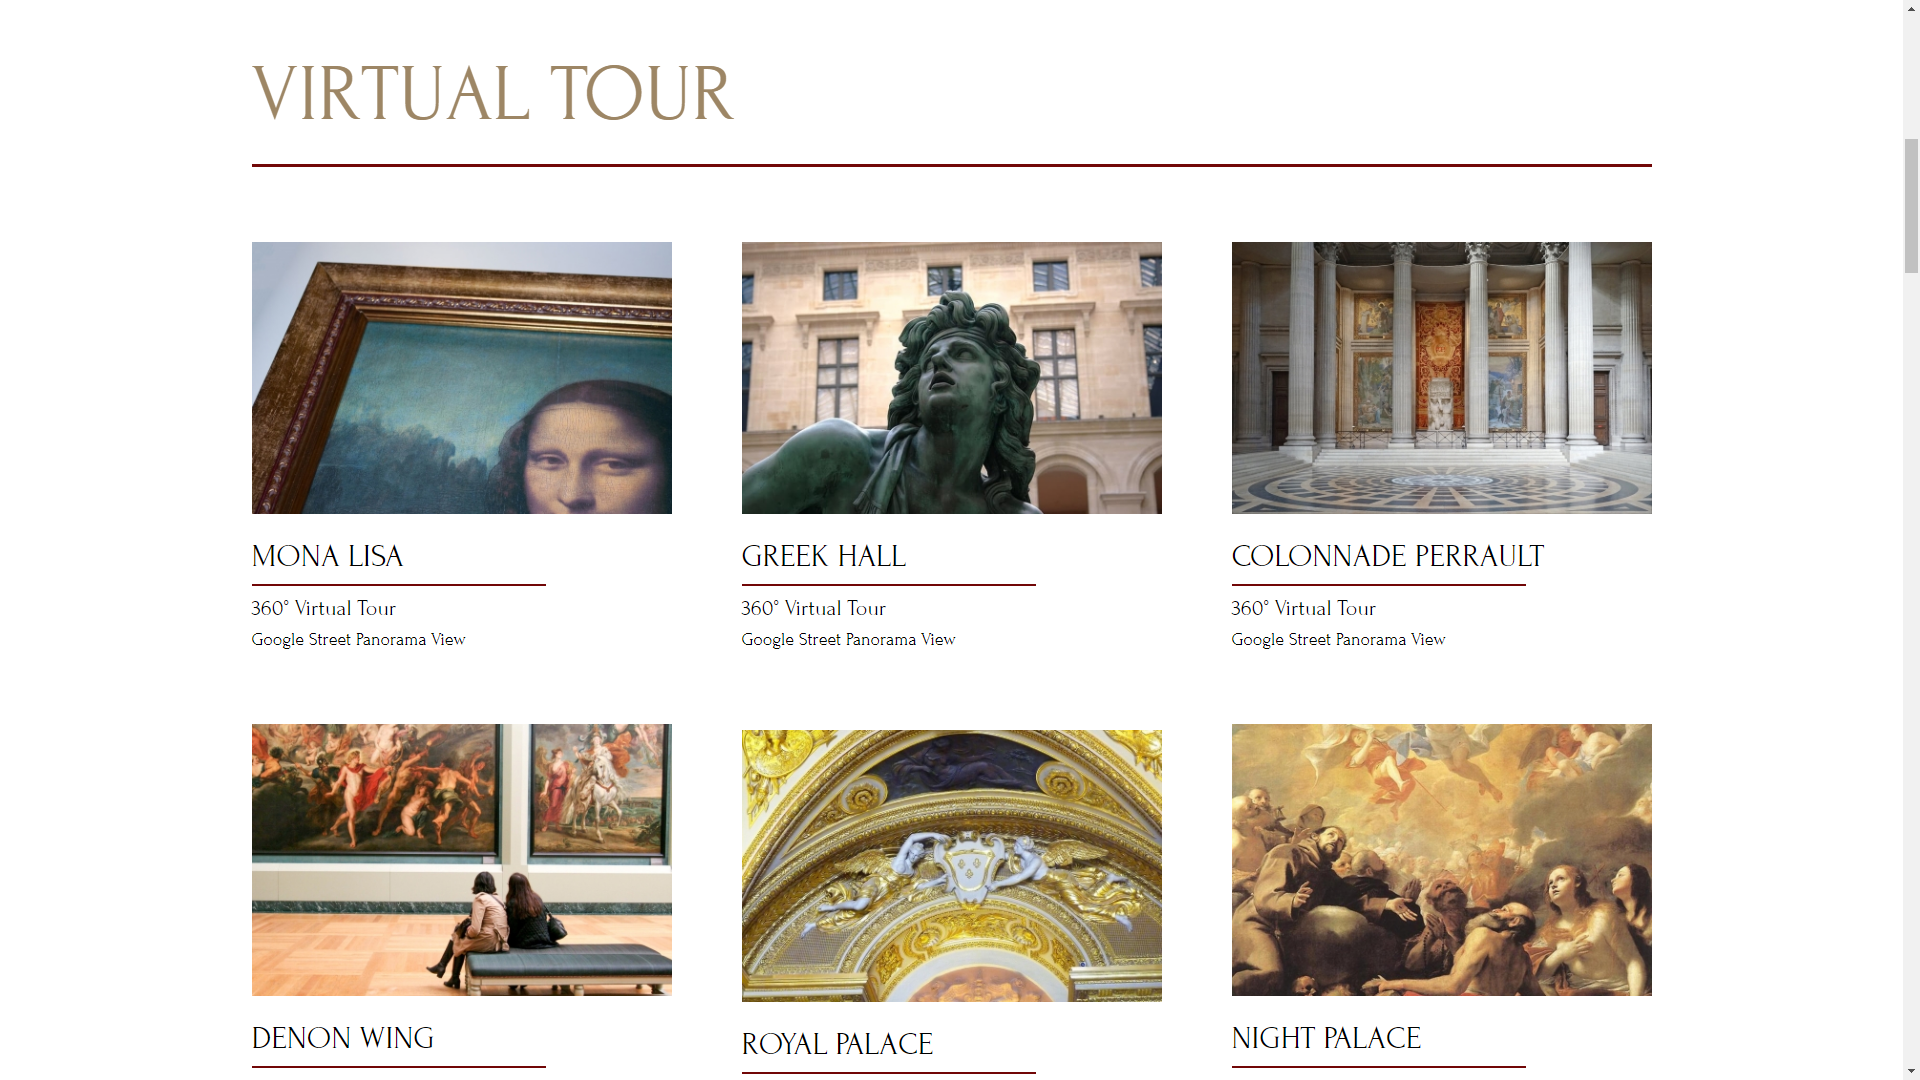 VIRTUAL TOUR
MONA LISA
360° Virtual Tour
Google Street Panorama View
GREEK HALL
360° Virtual Tour
Google Street Panorama View
COLONNADE PERRAULT
360° Virtual Tour
Google Street Panorama View
DENON WING
ROYAL PALACE
NIGHT PALACE